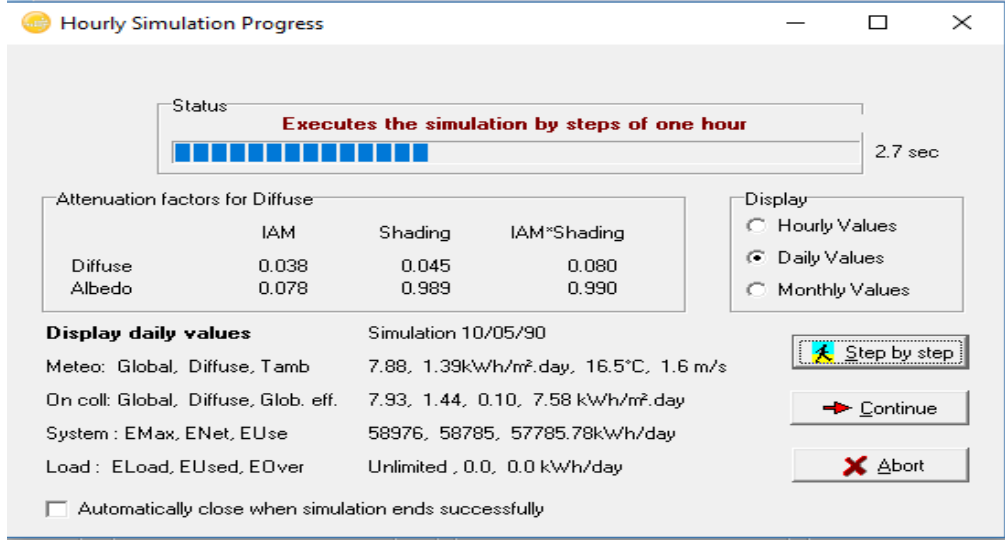 Hourly Simulation Progress
Status
Executes the simulation by steps of one hour
2.7 sec
Attenuation factors for Diffuse
IAM Shading IAM*Shading
Diffuse 0.038 0.045 0.080
Albedo 0.078 0.989 0.990
Display
Hourly Values
Daily Values
Monthly Values
Display daily values Simulation 10/05/90
Meteo: Global, Diffuse, Tamb 7.88, 1.39kWh/m².day, 16.5°C, 1.6 m/s
On coll: Global, Diffuse, Glob. eff. 7.93, 1.44, 0.10, 7.58 kWh/m².day
System : EMax, ENet, EUse 58976, 58785, 57785.78kWh/day
Load : ELoad, EUsed, EOver Unlimited , 0.0, 0.0 kWh/day
Step by step
Continue
Abort
Automatically close when simulation ends successfully